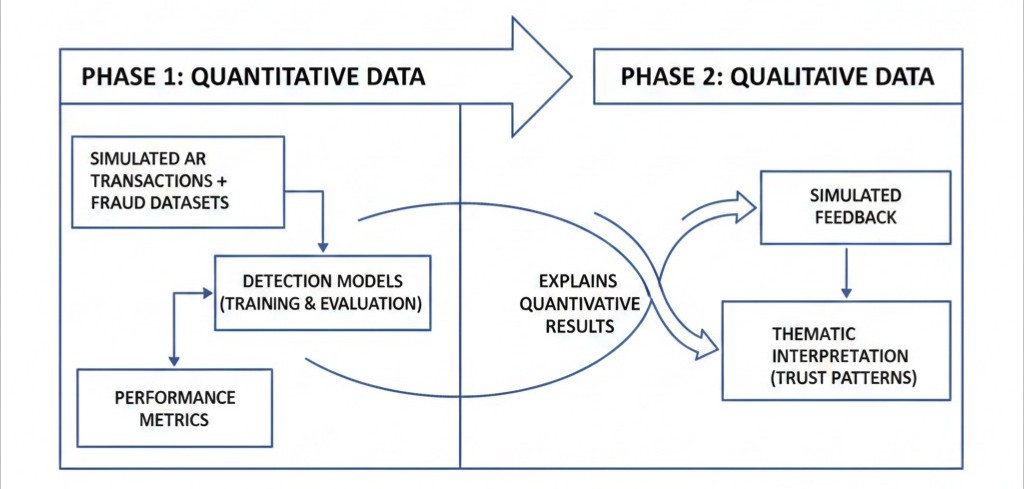 PHASE 1: QUANTITATIVE DATA
PHASE 2: QUALITATIVE DATA
SIMULATED AR
TRANSACTIONS +
FRAUD DATASETS
DETECTION MODELS
(TRAINING & EVALUATION)
PERFORMANCE
METRICS
EXPLAINS
QUANTIVATIVE
RESULTS
SIMULATED
FEEDBACK
THEMATIC
INTERPRETATION
(TRUST PATTERNS)